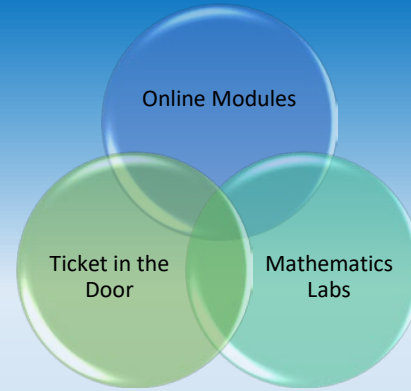 Online Modules
Ticket in the
Door
Mathematics
Labs